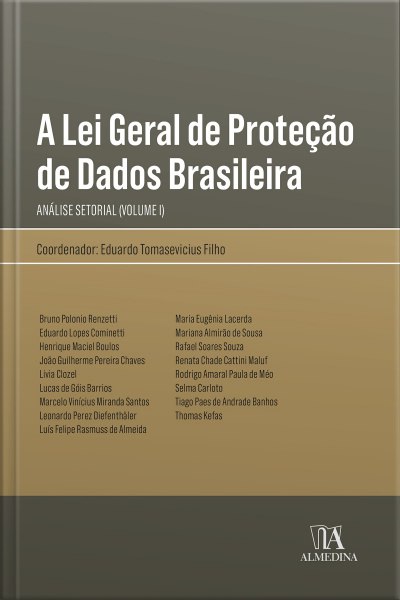 A Lei Geral de Proteção
de Dados Brasileira
ANÁLISE SETORIAL (VOLUME I)
Coordenador: Eduardo Tomasevicius Filho
Bruno Polonio Renzetti
Eduardo Lopes Cominetti
Henrique Maciel Boulos
João Guilherme Pereira Chaves
Livia Clozel
Lucas de Góis Barrios
Marcelo Vinícius Miranda Santos
Leonardo Perez Diefenthäler
Luís Felipe Rasmuss de Almeida
Maria Eugênia Lacerda
Mariana Almirão de Sousa
Rafael Soares Souza
Renata Chade Cattini Maluf
Rodrigo Amaral Paula de Méo
Selma Carloto
Tiago Paes de Andrade Banhos
Thomas Kefas
ALMEDINA